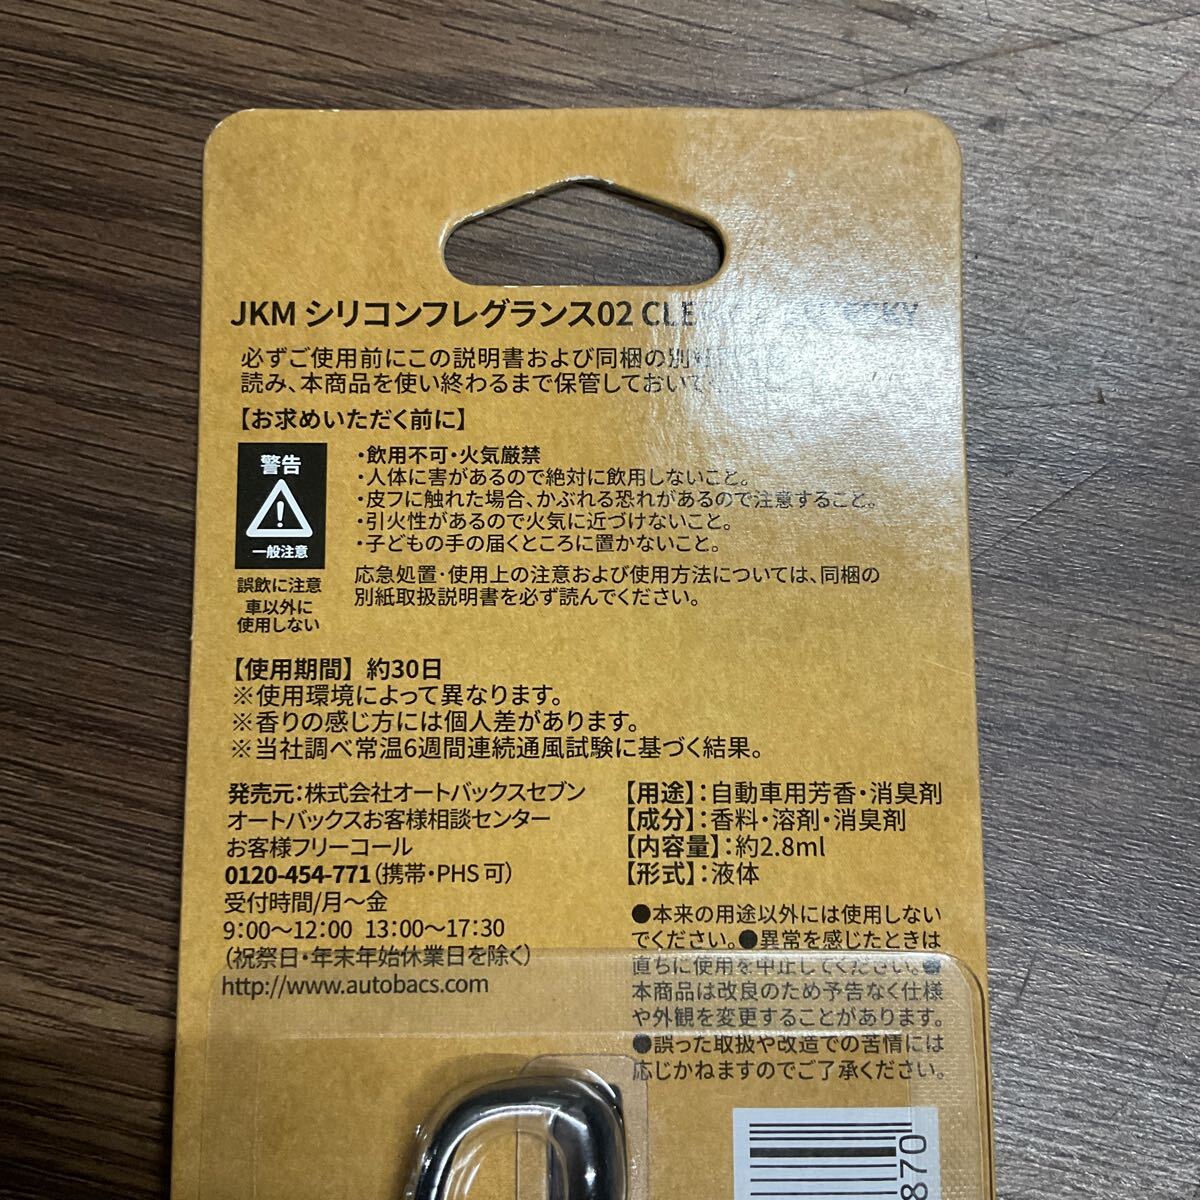 JKM シリコンフレグランス02
必ずご使用前にこの説明書および同梱の別紙
読み、本商品を使い終わるまで保管しておいて
【お求めいただく前に】
警告
一般注意
誤飲に注意
車以外に
使用しない
・飲用不可・火気厳禁
・人体に害があるので絶対に飲用しないこと。
・皮フに触れた場合、かぶれる恐れがあるので注意すること。
・引火性があるので火気に近づけないこと。
・子どもの手の届くところに置かないこと。
応急処置・使用上の注意および使用方法については、同梱の
別紙取扱説明書を必ず読んでください。
【使用期間】約30日
※使用環境によって異なります。
※香りの感じ方には個人差があります。
※当社調べ常温6週間連続通風試験に基づく結果。
発売元：株式会社オートバックスセブン
オートバックスお客様相談センター
お客様フリーコール
0120-454-771（携帯・PHS可）
受付時間/月～金
9：00～12：00 13：00～17：30
（祝祭日・年末年始休業日を除く）
http://www.autobacs.com
【用途】：自動車用芳香・消臭剤
【成分】：香料・溶剤・消臭剤
【内容量】：約2.8ml
【形式】：液体
●本来の用途以外には使用しない
でください。●異常を感じたときは
直ちに使用を中止してください。●
本商品は改良のため予告なく仕様
や外観を変更することがあります。
●誤った取扱や改造での苦情には
応じかねますのでご了承ください。
870